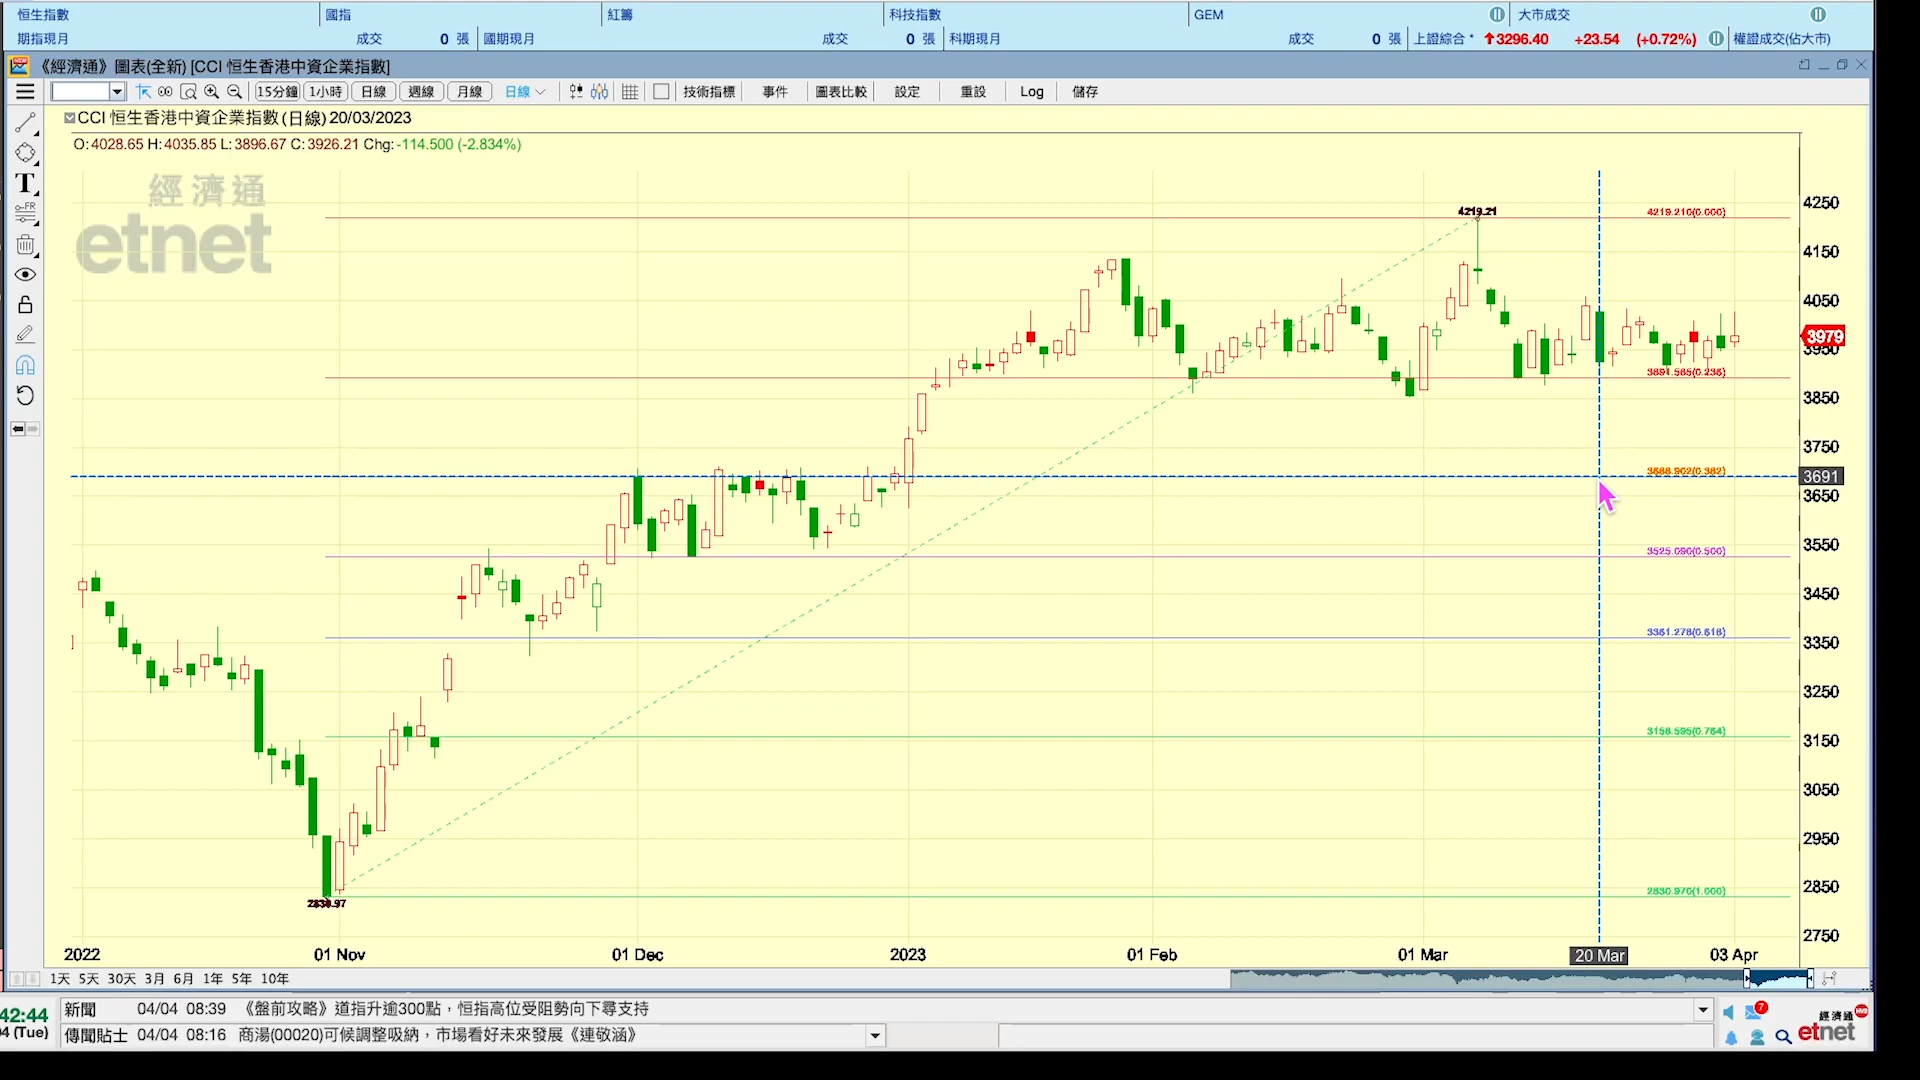 恒生指數 國指 紅籌 科技指數 GEM 大市成交
期指現月 成交 0 張 國期現月 成交 0 張 科期現月 成交 0 張 上證綜合* 3296.40 +23.54 (+0.72%) 權證成交(佔大市)
《經濟通》圖表(全新) [CCI 恒生香港中資企業指數]
15分鐘 1小時 日線 週線 月線 日線 技術指標 事件 圖表比較 設定 重設 Log 儲存
CCI 恒生香港中資企業指數(日線) 20/03/2023
O:4028.65 H:4035.85 L:3896.67 C:3926.21 Chg:-114.500 (-2.834%)
T
FR
經濟通
etnet
4219.21
4219.210(0.000)
3891.585(0.236)
3688.902(0.382)
3525.090(0.500)
3361.278(0.618)
3158.595(0.764)
2830.970(1.000)
4250
4150
4050
3979
3950
3850
3750
3691
3650
3550
3450
3350
3250
3150
3050
2950
2850
2750
2022 01 Nov 01 Dec 2023 01 Feb 01 Mar 20 Mar 03 Apr
1天 5天 30天 3月 6月 1年 5年 10年
42:44 新聞 04/04 08:39 《盤前攻略》道指升逾300點，恒指高位受阻勢向下尋支持 7
(Tue) 傳聞貼士 04/04 08:16 商湯(00020)可候調整吸納，市場看好未來發展《連敬涵》
經濟通
etnet